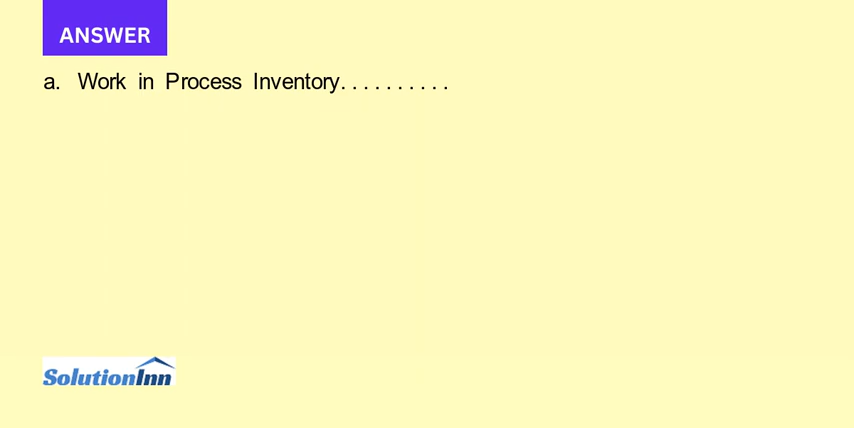 ANSWER
a. Work in Process Inventory. . . . . . . . . .
SolutionInn